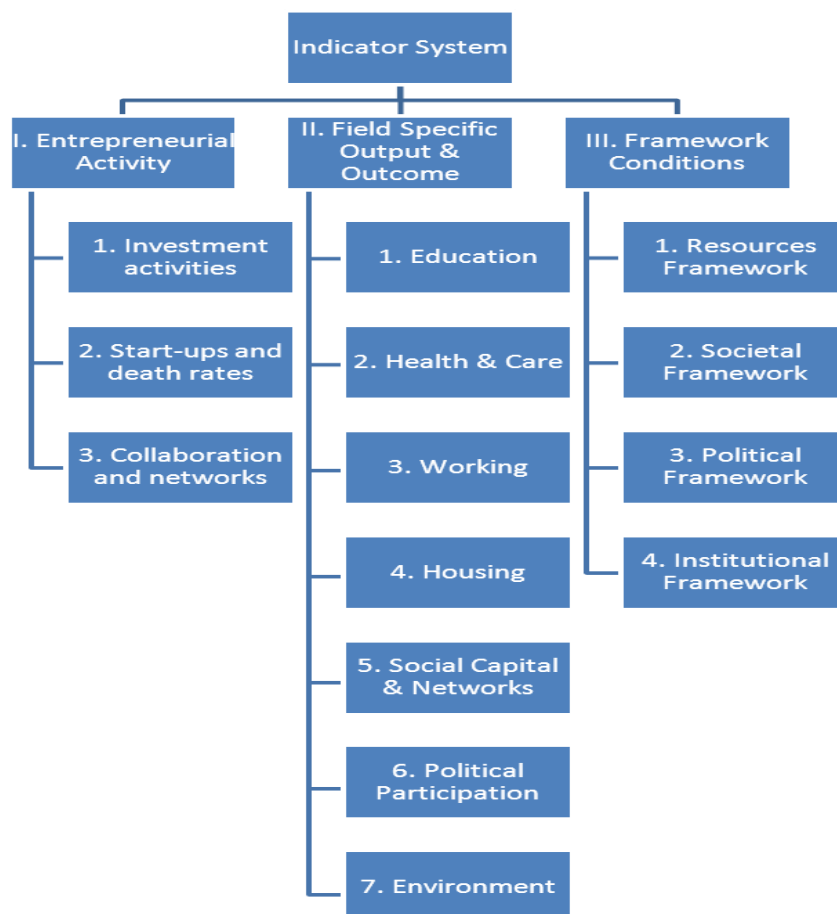 Indicator System
I. Entrepreneurial
Activity
1. Investment
activities
2. Start-ups and
death rates
3. Collaboration
and networks
II. Field Specific
Output &
Outcome
1. Education
2. Health & Care
3. Working
4. Housing
5. Social Capital
& Networks
6. Political
Participation
7. Environment
III. Framework
Conditions
1. Resources
Framework
2. Societal
Framework
3. Political
Framework
4. Institutional
Framework